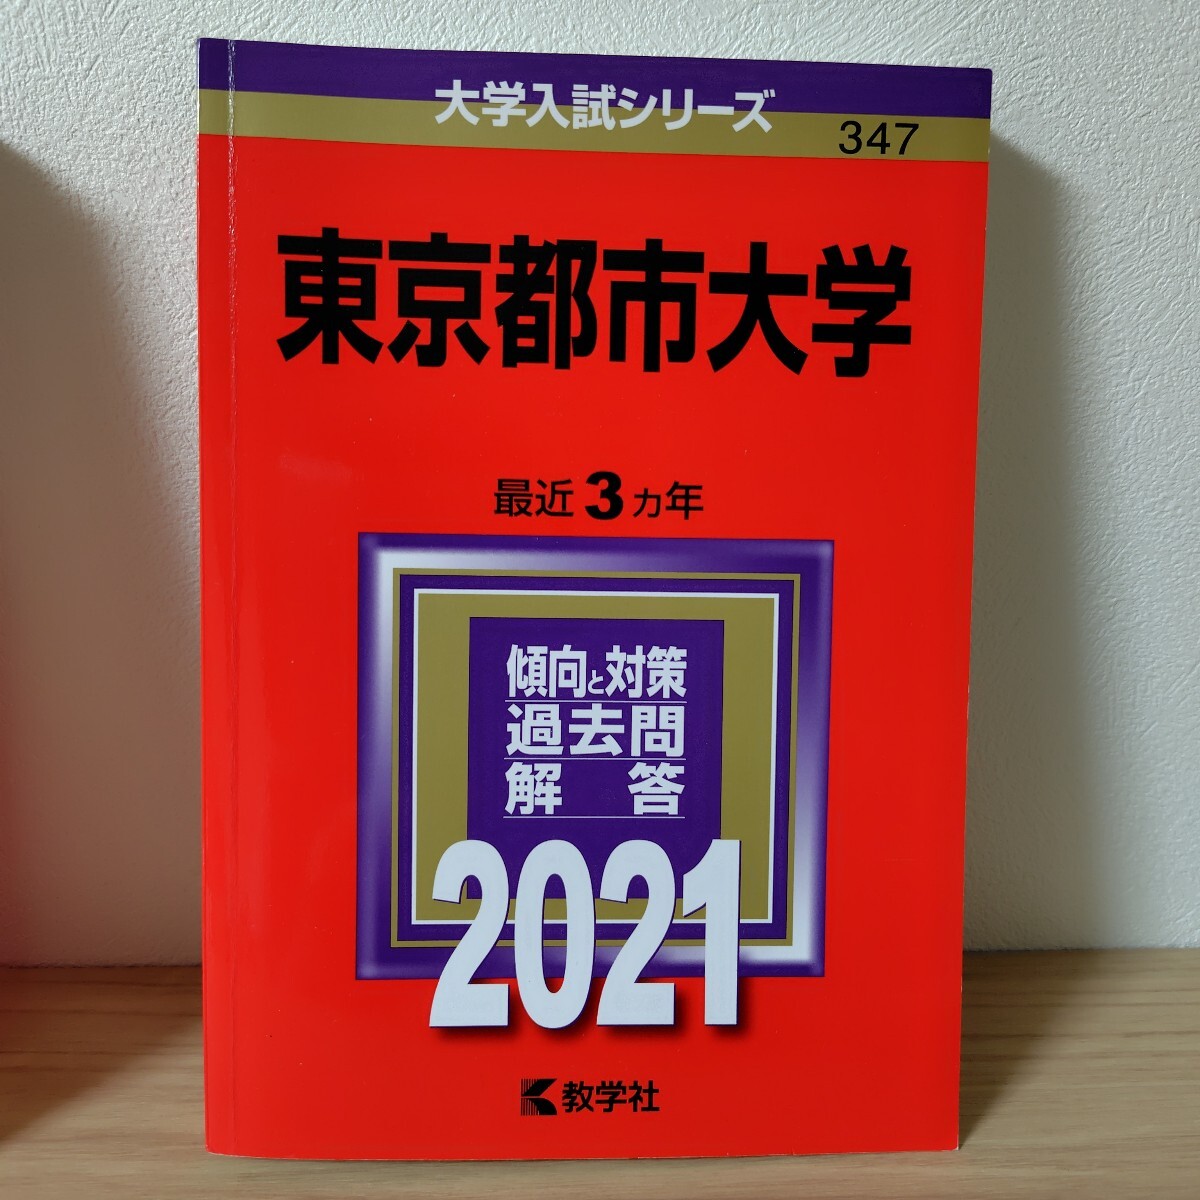 大学入試シリーズ
347
東京都市大学
最近3カ年
傾向と対策
過去問
解答
2021
教学社